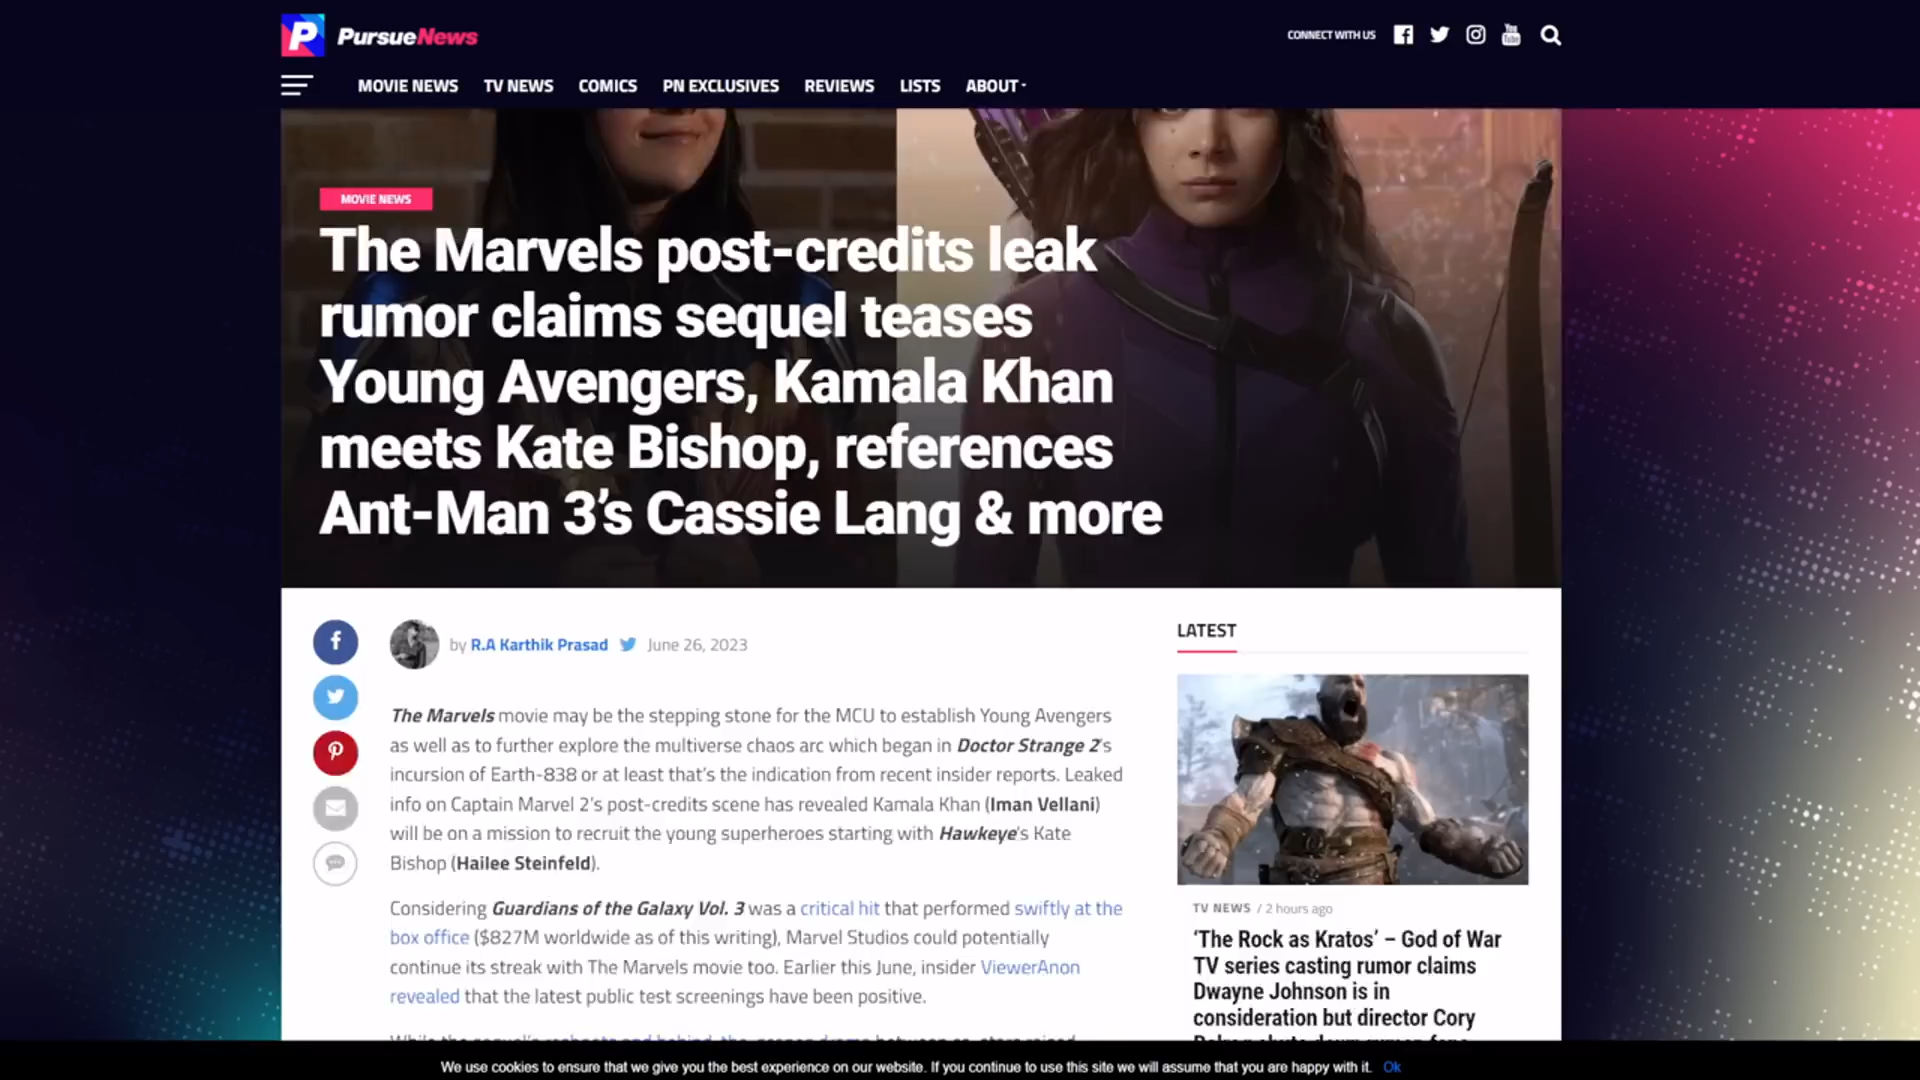 P PursueNews
CONNECT WITH US
You Tube
MOVIE NEWS TV NEWS COMICS PN EXCLUSIVES REVIEWS LISTS ABOUT
MOVIE NEWS
The Marvels post-credits leak
rumor claims sequel teases
Young Avengers, Kamala Khan
meets Kate Bishop, references
Ant-Man 3’s Cassie Lang & more
by R.A Karthik Prasad June 26, 2023
The Marvels movie may be the stepping stone for the MCU to establish Young Avengers
as well as to further explore the multiverse chaos arc which began in Doctor Strange 2's
incursion of Earth-838 or at least that’s the indication from recent insider reports. Leaked
info on Captain Marvel 2’s post-credits scene has revealed Kamala Khan (Iman Vellani)
will be on a mission to recruit the young superheroes starting with Hawkeye's Kate
Bishop (Hailee Steinfeld).
Considering Guardians of the Galaxy Vol. 3 was a critical hit that performed swiftly at the
box office ($827M worldwide as of this writing), Marvel Studios could potentially
continue its streak with The Marvels movie too. Earlier this June, insider ViewerAnon
revealed that the latest public test screenings have been positive.
LATEST
TV NEWS / 2 hours ago
‘The Rock as Kratos’ – God of War
TV series casting rumor claims
Dwayne Johnson is in
consideration but director Cory
We use cookies to ensure that we give you the best experience on our website. If you continue to use this site we will assume that you are happy with it. Ok